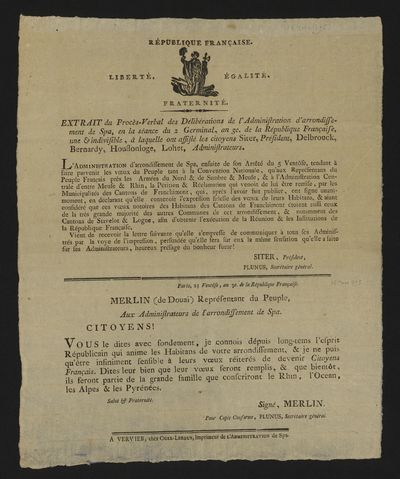 RÉPUBLIQUE FRANÇAISE.
LIBERTÉ, ÉGALITÉ.
FRATERNITÉ.
EXTRAIT du Procès-Verbal des Délibérations de l'Administration d'arrondisse-
ment de Spa, en la séance du 2 Germinal, an 3e. de la République Française,
une & indivisible, à laquelle ont assisté les citoyens Siter, Président, Delbroock,
Bernardy, Houllonloge, Lohet, Administrateurs.
L'ADMINISTRATION d'arrondissement de Spa, ensuite de son Arrêté du 5 Ventôse, tendant à
faire parvenir les vœux du Peuple tant à la Convention Nationale, qu'aux Représentans du
Peuple Français près les Armées du Nord & de Sambre & Meuse, & à l'Administration Cen-
trale d'entre Meuse & Rhin, la Pétition & Réclamation qui venoit de lui être remise, par les
Municipalités des Cantons de Franchimont, qui, après l'avoir fait publier, ont signé unani-
mement, en déclarant qu'elle contenoit l'expression fidelle des vœux de leurs Habitans, & aiant
considéré que ces vœux notoires des Habitans des Cantons de Franchimont étoient aussi ceux
de la très grande majorité des autres Communes de cet arrondissement, & notamment des
Cantons de Stavelot & Logne, afin d'obtenir l'exécution de la Réunion & les Institutions de
la République Française.
Vient de recevoir la lettre suivante qu'elle s'empresse de communiquer à tous ses Adminis-
trés par la voye de l'impression, persuadée qu'elle fera sur eux la même sensation qu'elle a faite
sur ses Administrateurs, heureux présage du bonheur futur!
SITER, Président,
PLUNUS, Secrétaire général.
Paris, 25 Ventôse, an 3e. de la République Française.
MERLIN (de Douai) Représentant du Peuple,
Aux Administrateurs de l'arrondissement de Spa.
CITOYENS!
VOUS le dites avec fondement, je connois dépuis long-tems l'esprit
Républicain qui anime les Habitans de votre arrondissement, & je ne puis
qu'être infiniment sensible à leurs vœux réiterés de devenir Citoyens
Français. Dites leur bien que leur vœux seront remplis, & que bientôt,
ils seront partie de la grande famille que conscriront le Rhin, l'Ocean,
les Alpes & les Pyrénées.
Salut & Fraternité.
Signé, MERLIN.
Pour Copie Conforme, PLUNUS, Secrétaire général.
A VERVIER, chez OGER-LEJEUN, Imprimeur de L'ADMINISTRATION de Spa.